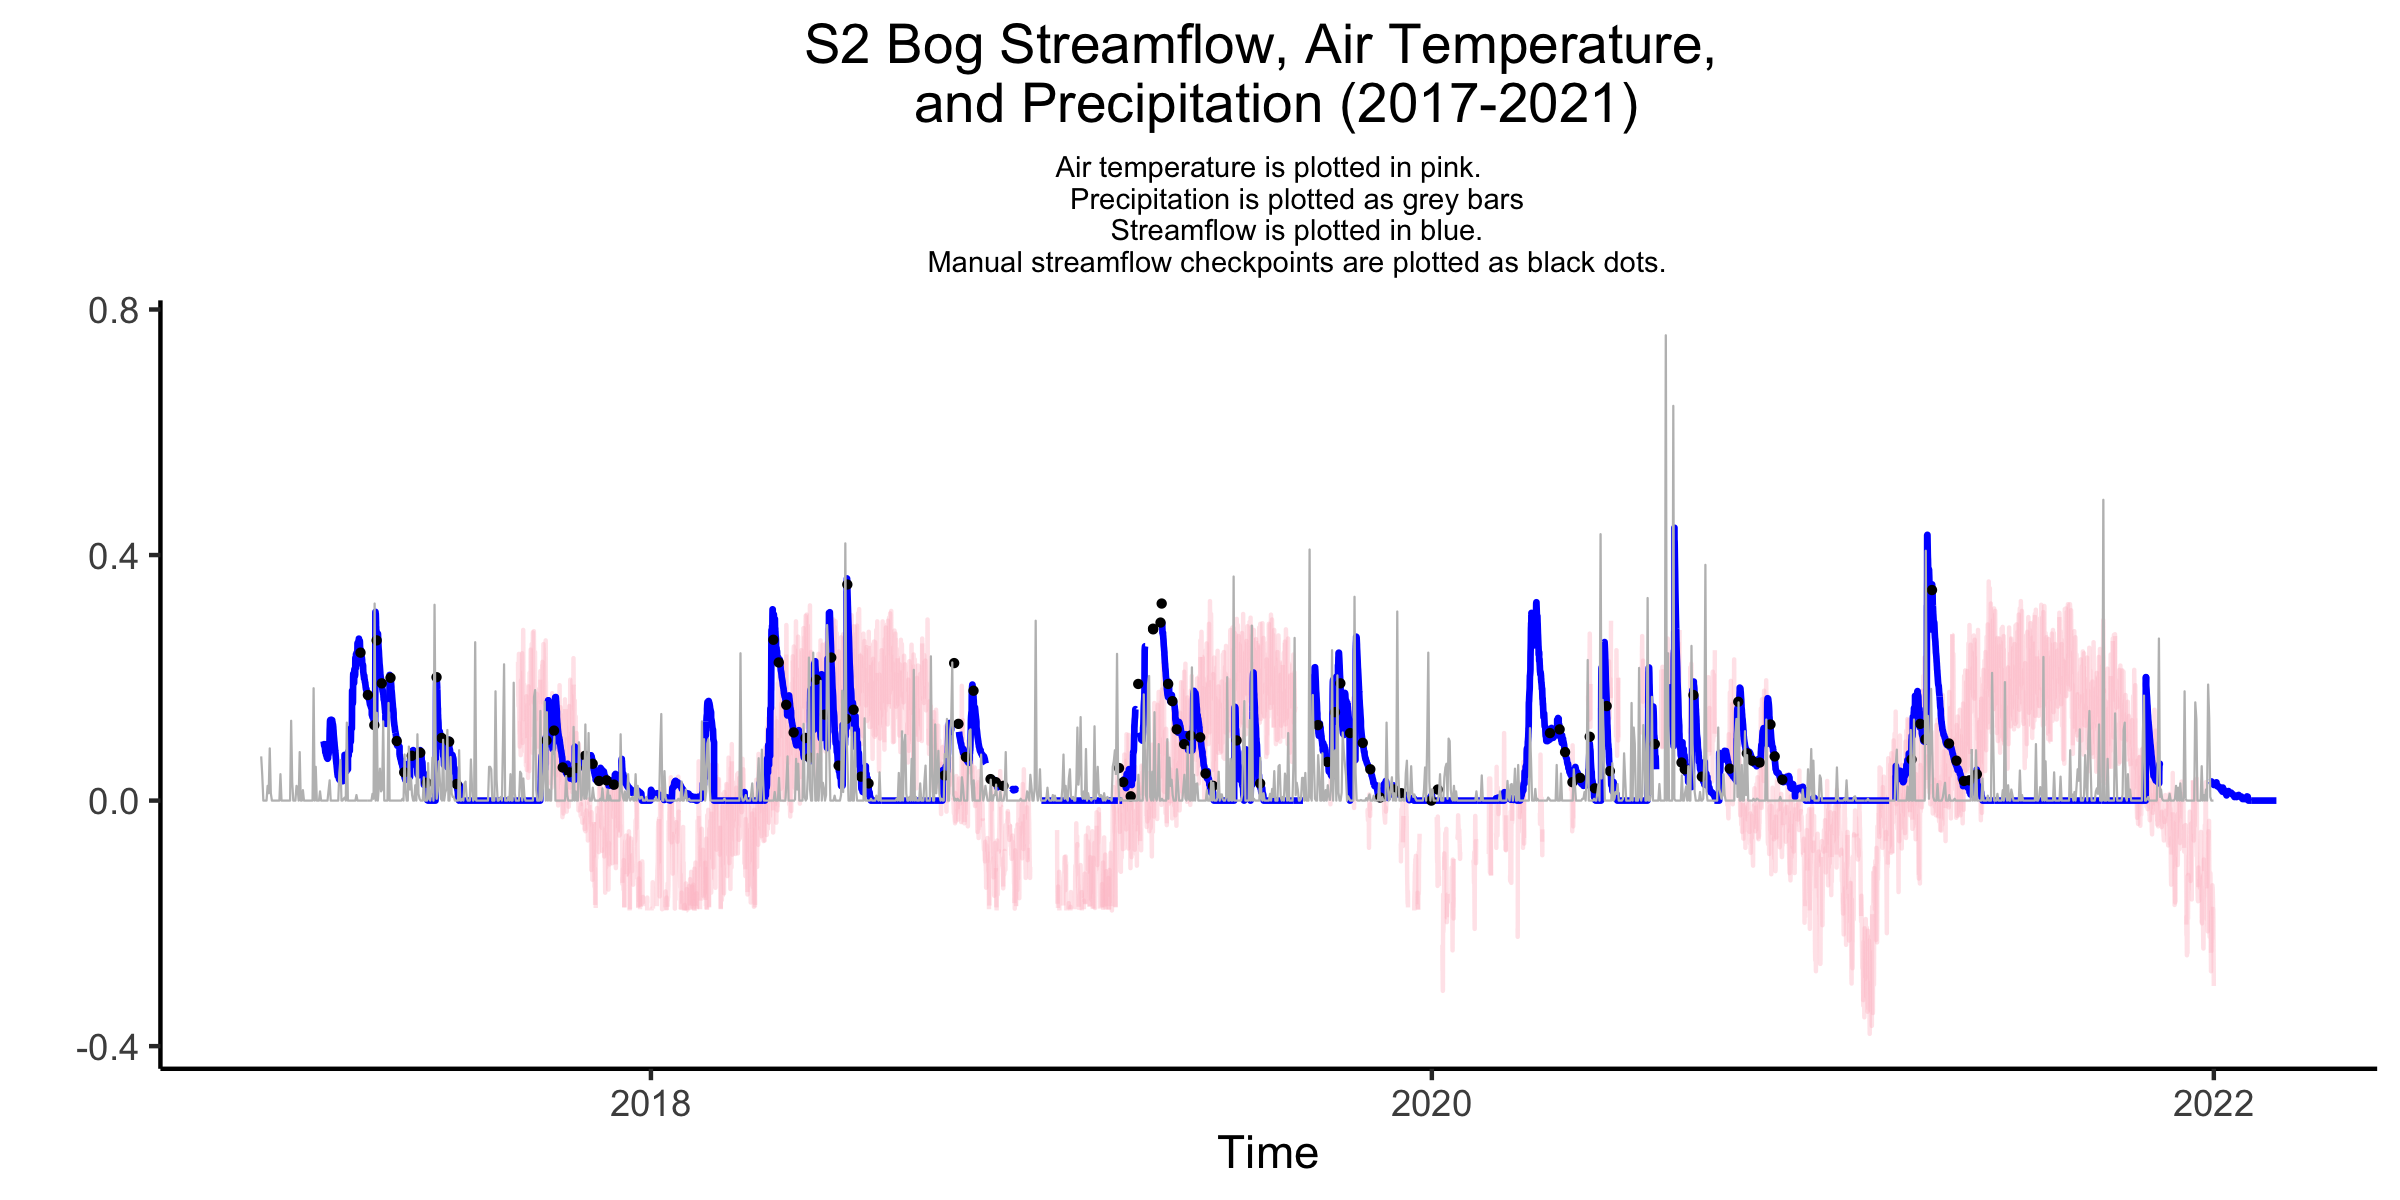 S2 Bog Streamflow, Air Temperature,
and Precipitation (2017-2021)
Air temperature is plotted in pink.
Precipitation is plotted as grey bars
Streamflow is plotted in blue.
Manual streamflow checkpoints are plotted as black dots.
0.8
0.4
0.0
-0.4
2018
2020
2022
Time